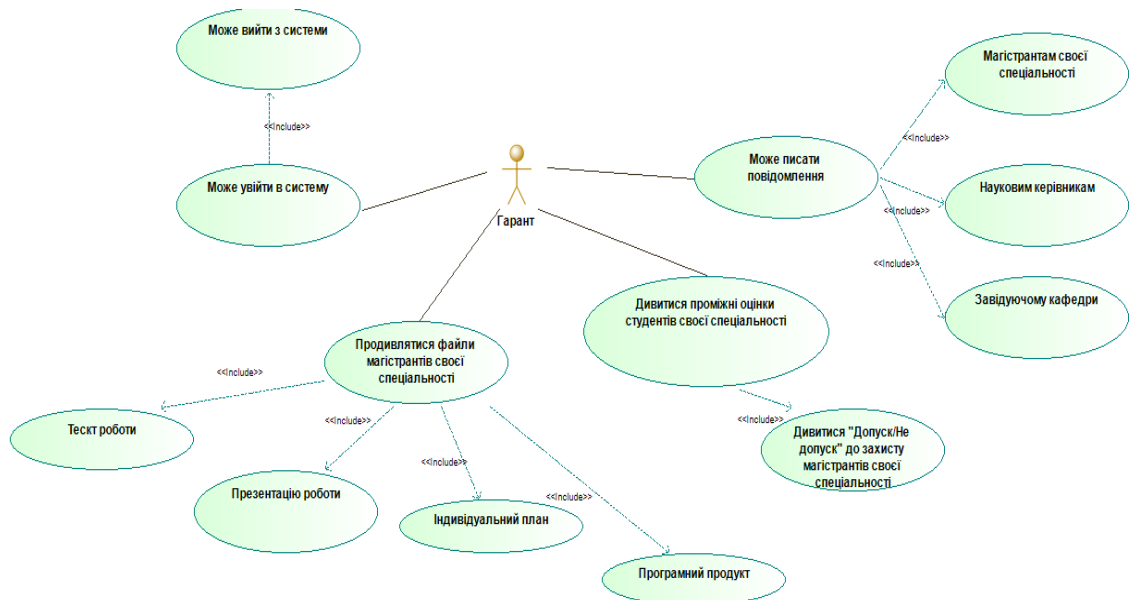 Може вийти з системи
<<Include>>
Може увійти в систему
Гарант
Може писати
повідомлення
<<Include>>
Магістрантам своєї
спеціальності
<<Include>>
Науковим керівникам
<<Include>>
Завідуючому кафедри
Дивитися проміжні оцінки
студентів своєї спеціальності
<<Include>>
Дивитися "Допуск/Не
допуск" до захисту
магістрантів своєї
спеціальності
Продивлятися файли
магістрантів своєї
спеціальності
<<Include>>
Тескт роботи
<<Include>>
Презентацію роботи
<<Include>>
Індивідуальний план
<<Include>>
Програмний продукт